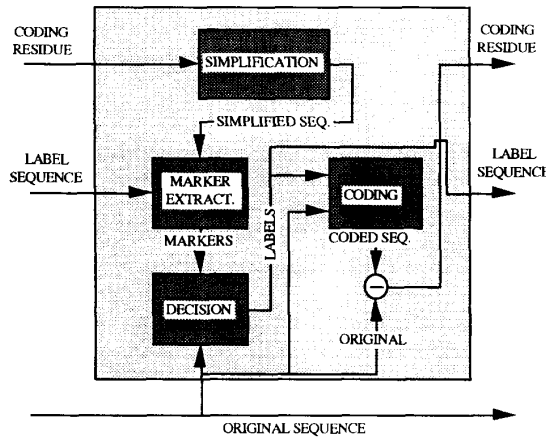 CODING
RESIDUE
CODING
RESIDUE
SIMPLIFICATION
SIMPLIFIED SEQ.
LABEL
SEQUENCE
MARKER
EXTRACT.
LABELS
CODING
LABEL
SEQUENCE
MARKERS
CODED SEQ.
DECISION
ORIGINAL
ORIGINAL SEQUENCE